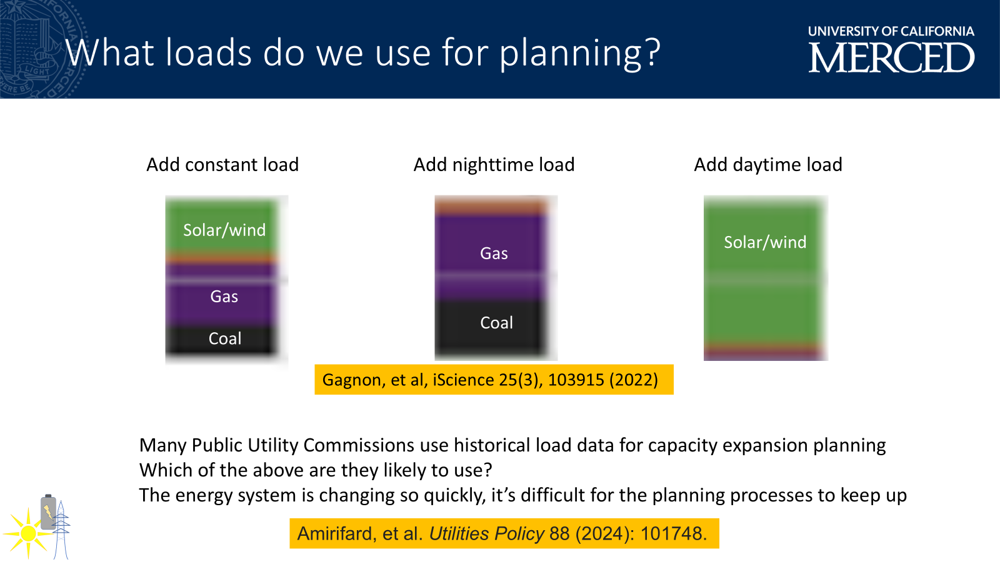 What loads do we use for planning?
UNIVERSITY OF CALIFORNIA
MERCED
LIGHT
HERE BE
Add constant load
Add nighttime load
Add daytime load
Solar/wind
Gas
Coal
Gas
Coal
Solar/wind
Gagnon, et al, iScience 25(3), 103915 (2022)
Many Public Utility Commissions use historical load data for capacity expansion planning
Which of the above are they likely to use?
The energy system is changing so quickly, it’s difficult for the planning processes to keep up
Amirifard, et al. Utilities Policy 88 (2024): 101748.